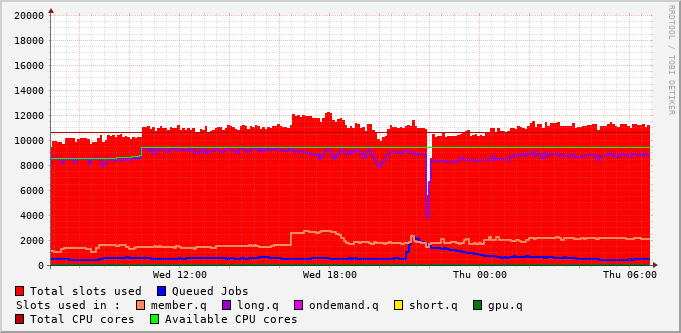 20000
18000
16000
14000
12000
10000
8000
6000
4000
2000
0
Wed 12:00 Wed 18:00 Thu 00:00 Thu 06:00
RRDTOOL / TOBI OETIKER
Total slots used Queued Jobs
Slots used in : member.q long.q ondemand.q short.q gpu.q
Total CPU cores Available CPU cores